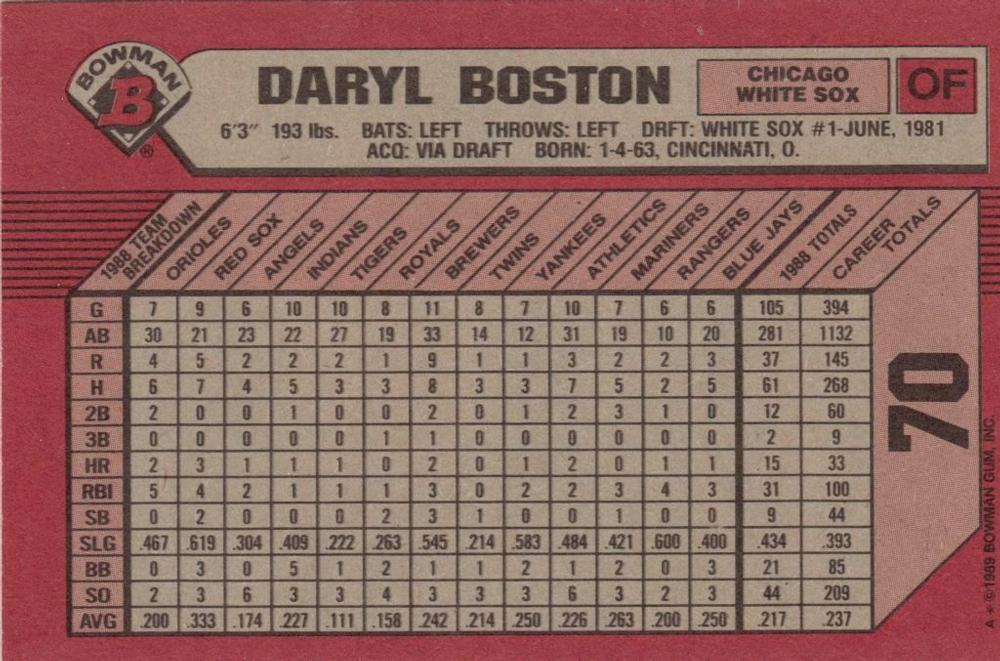 BOWMAN
B
®
DARYL BOSTON
CHICAGO
WHITE SOX
OF
6'3" 193 lbs. BATS: LEFT THROWS: LEFT DRFT: WHITE SOX #1-JUNE, 1981
ACQ: VIA DRAFT BORN: 1-4-63, CINCINNATI, O.
1988 TEAM BREAKDOWN ORIOLES RED SOX ANGELS INDIANS TIGERS ROYALS BREWERS TWINS YANKEES ATHLETICS MARINERS RANGERS BLUE JAYS 1988 TOTALS CAREER TOTALS
G 7 9 6 10 10 8 11 8 7 10 7 6 6 105 394
AB 30 21 23 22 27 19 33 14 12 31 19 10 20 281 1132
R 4 5 2 2 2 1 9 1 1 3 2 2 3 37 145
H 6 7 4 5 3 3 8 3 3 7 5 2 5 61 268
2B 2 0 0 1 0 0 2 0 1 2 3 1 0 12 60
3B 0 0 0 0 0 1 1 0 0 0 0 0 0 2 9
HR 2 3 1 1 1 0 2 0 1 2 0 1 1 15 33
RBI 5 4 2 1 1 1 3 0 2 2 3 4 3 31 100
SB 0 2 0 0 0 2 3 1 0 0 1 0 0 9 44
SLG .467 .619 .304 .409 .222 .263 .545 .214 .583 .484 .421 .600 .400 .434 .393
BB 0 3 0 5 1 2 1 1 2 1 2 0 3 21 85
SO 2 3 6 3 3 4 3 3 3 6 3 2 3 44 209
AVG .200 .333 .174 .227 .111 .158 .242 .214 .250 .226 .263 .200 .250 .217 .237
70
A * ©1989 BOWMAN GUM, INC.